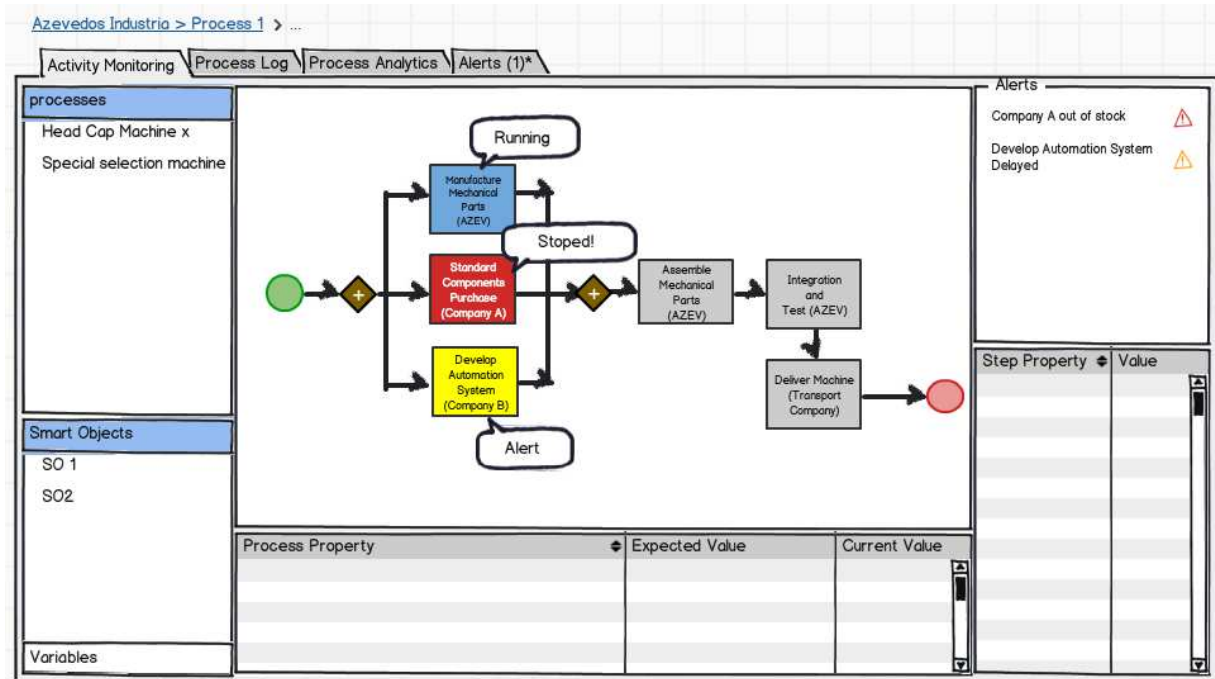 Azevedos Industria > Process 1 > ...
Activity Monitoring
Process Log
Process Analytics
Alerts (1)*
processes
Head Cap Machine x
Special selection machine
Smart Objects
SO 1
SO2
Variables
Running
Manufacture
Mechanical
Parts
(AZEV)
Stoped!
Standard
Components
Purchase
(Company A)
Develop
Automation
System
(Company B)
Alert
+
+
Assemble
Mechanical
Parts
(AZEV)
Integration
and
Test (AZEV)
Deliver Machine
(Transport
Company)
Process Property
Expected Value
Current Value
Alerts
Company A out of stock
Develop Automation System
Delayed
Step Property
Value